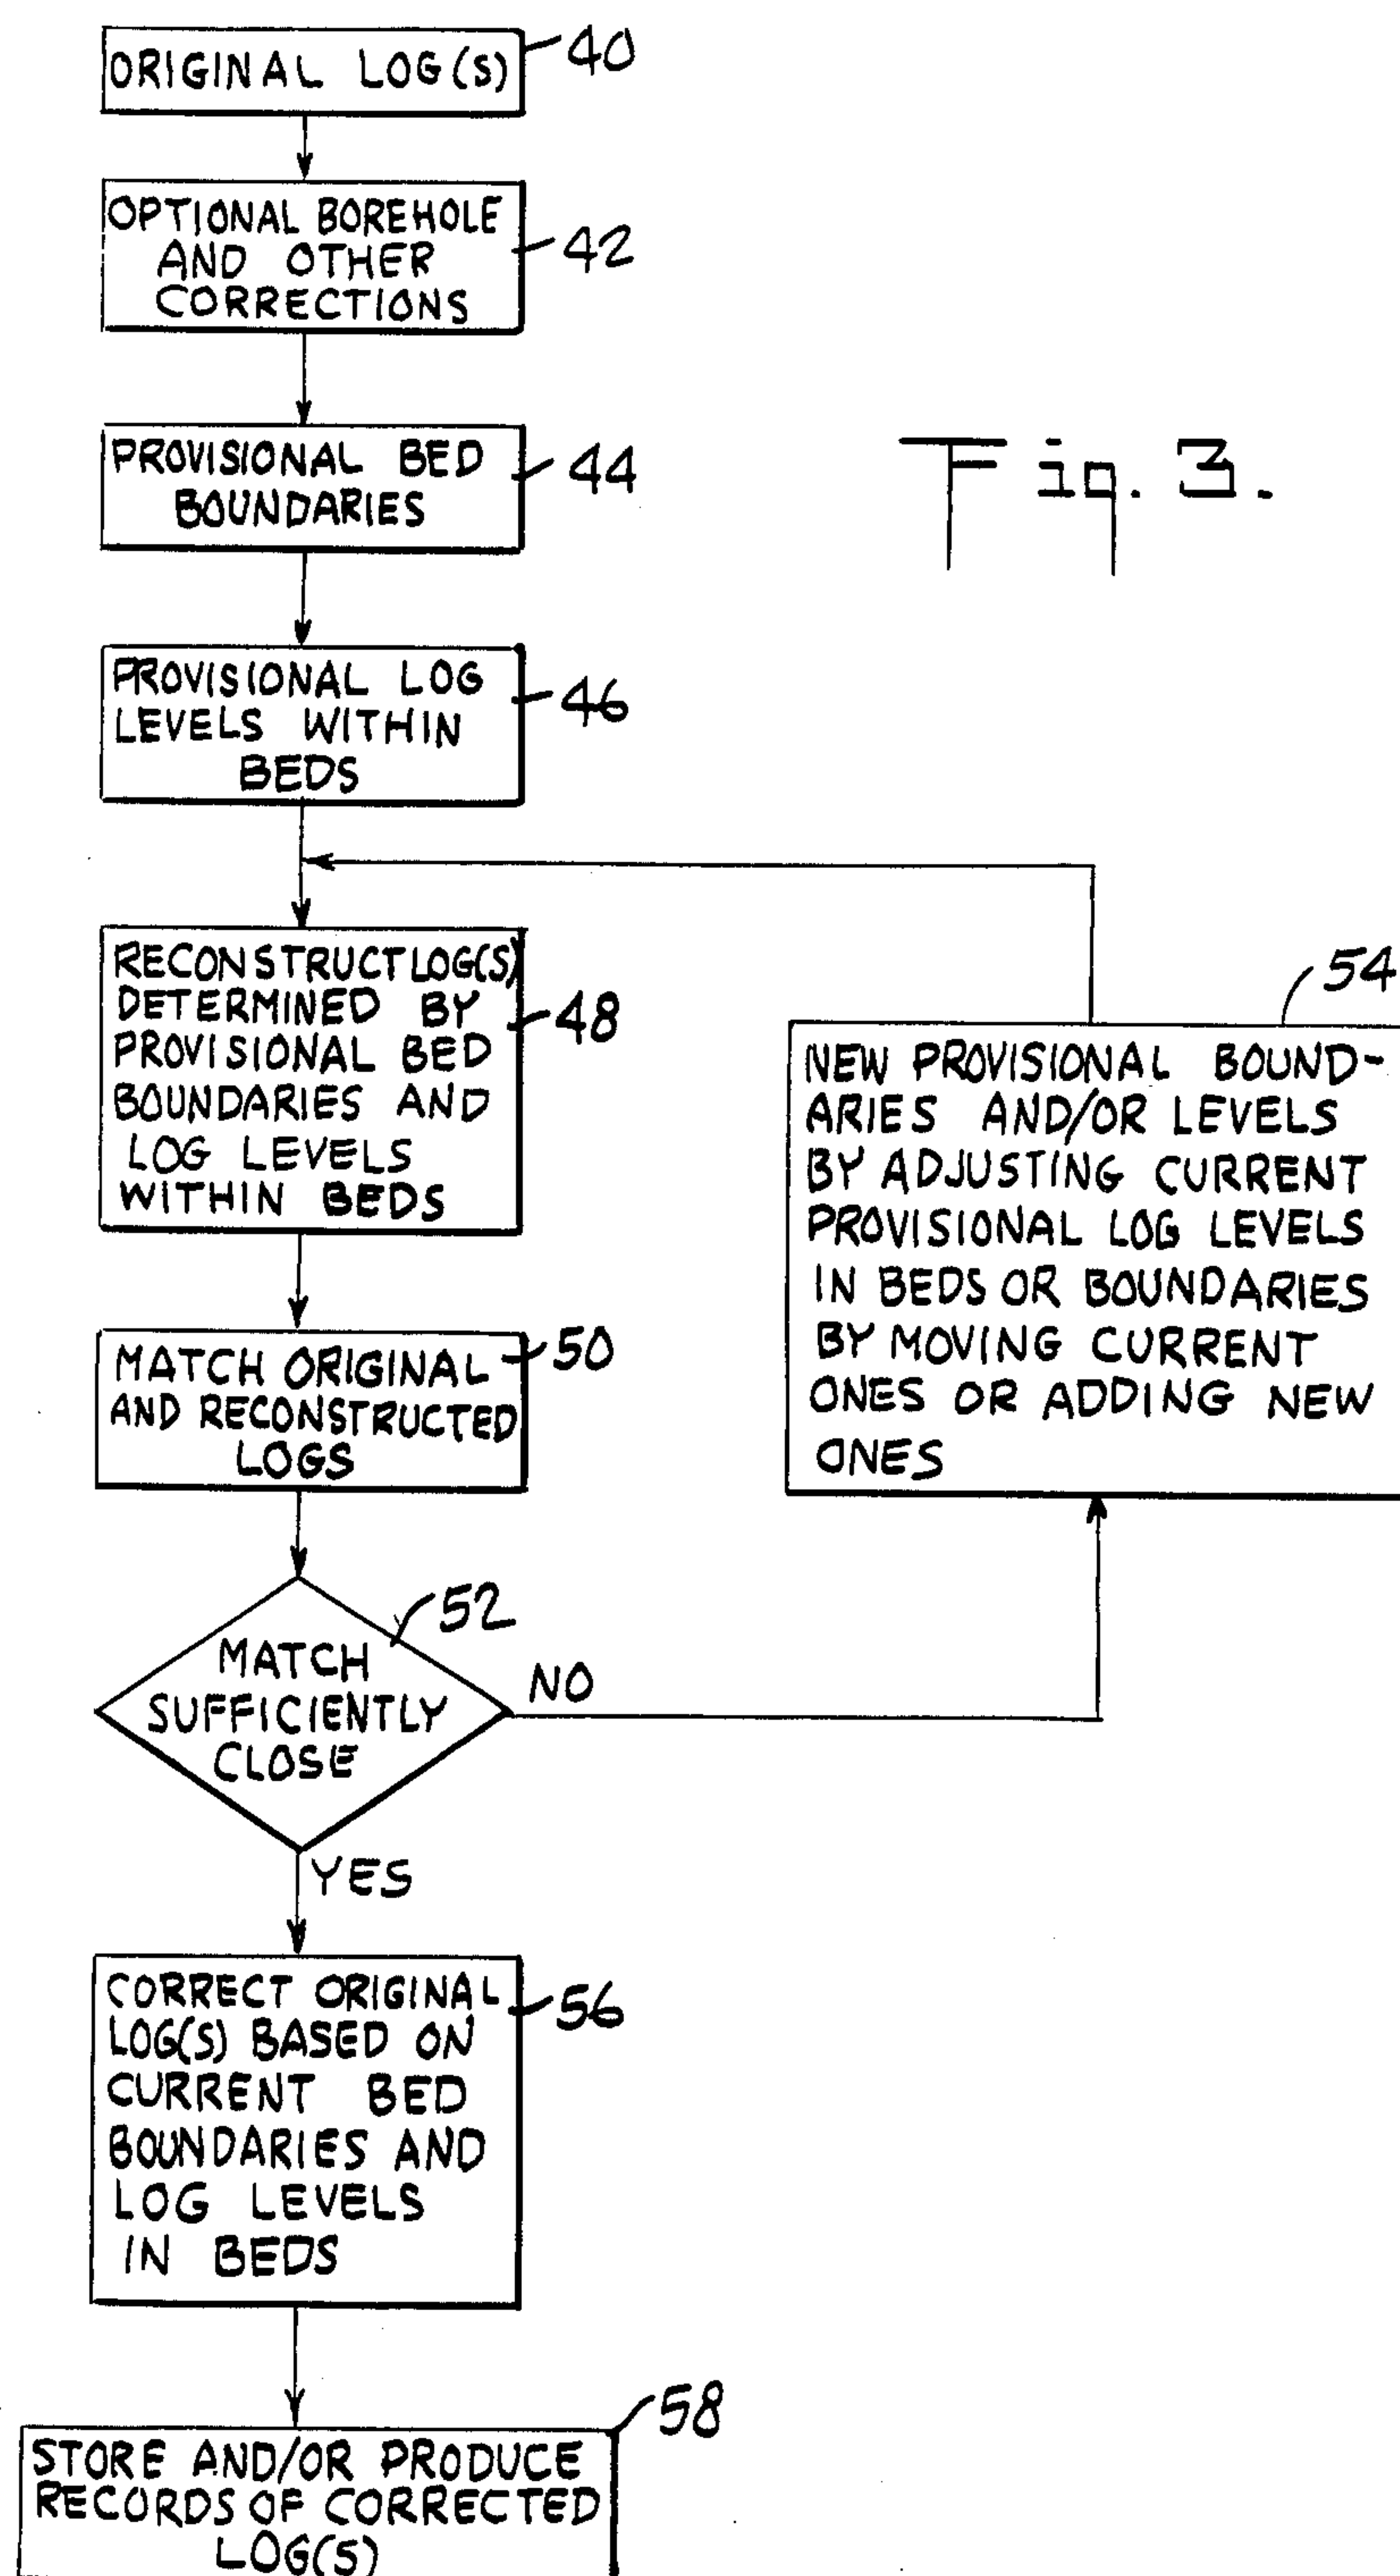 ORIGINAL LOG(S)
40
OPTIONAL BOREHOLE
AND OTHER
CORRECTIONS
42
PROVISIONAL BED
BOUNDARIES
44
Fig. 3.
PROVISIONAL LOG
LEVELS WITHIN
BEDS
46
RECONSTRUCT LOG(S)
DETERMINED BY
PROVISIONAL BED
BOUNDARIES AND
LOG LEVELS
WITHIN BEDS
48
54
NEW PROVISIONAL BOUND-
ARIES AND/OR LEVELS
BY ADJUSTING CURRENT
PROVISIONAL LOG LEVELS
IN BEDS OR BOUNDARIES
BY MOVING CURRENT
ONES OR ADDING NEW
ONES
MATCH ORIGINAL
AND RECONSTRUCTED
LOGS
50
MATCH
SUFFICIENTLY
CLOSE
52
NO
YES
CORRECT ORIGINAL
LOG(S) BASED ON
CURRENT BED
BOUNDARIES AND
LOG LEVELS
IN BEDS
56
STORE AND/OR PRODUCE
RECORDS OF CORRECTED
LOG(S)
58